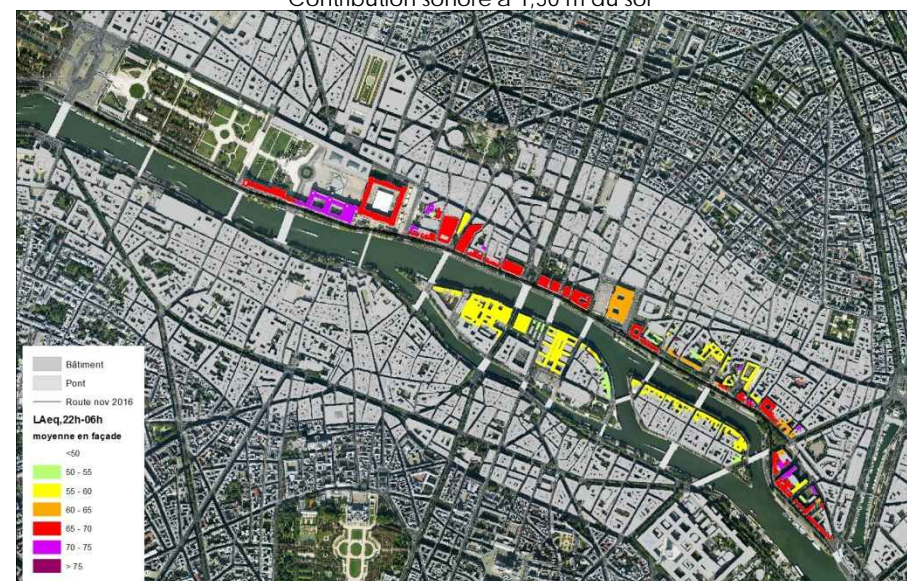 Contribution sonore à 1,50 m du sol
Bâtiment
Pont
Route nov 2016
LAeq,22h-06h
moyenne en façade
<50
50 - 55
55 - 60
60 - 65
65 - 70
70 - 75
> 75